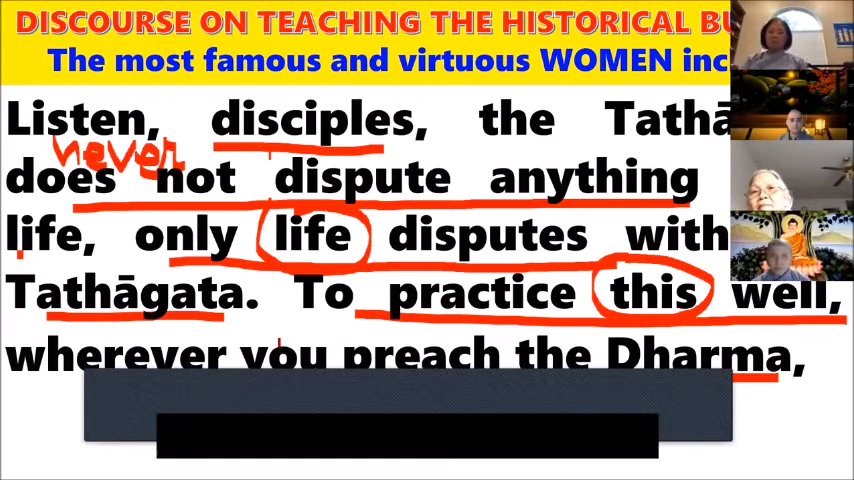 DISCOURSE ON TEACHING THE HISTORICAL BU
The most famous and virtuous WOMEN inc
Listen, disciples, the Tathā
never
does not dispute anything
life, only life disputes with
Tathāgata. To practice this well,
wherever you preach the Dharma,